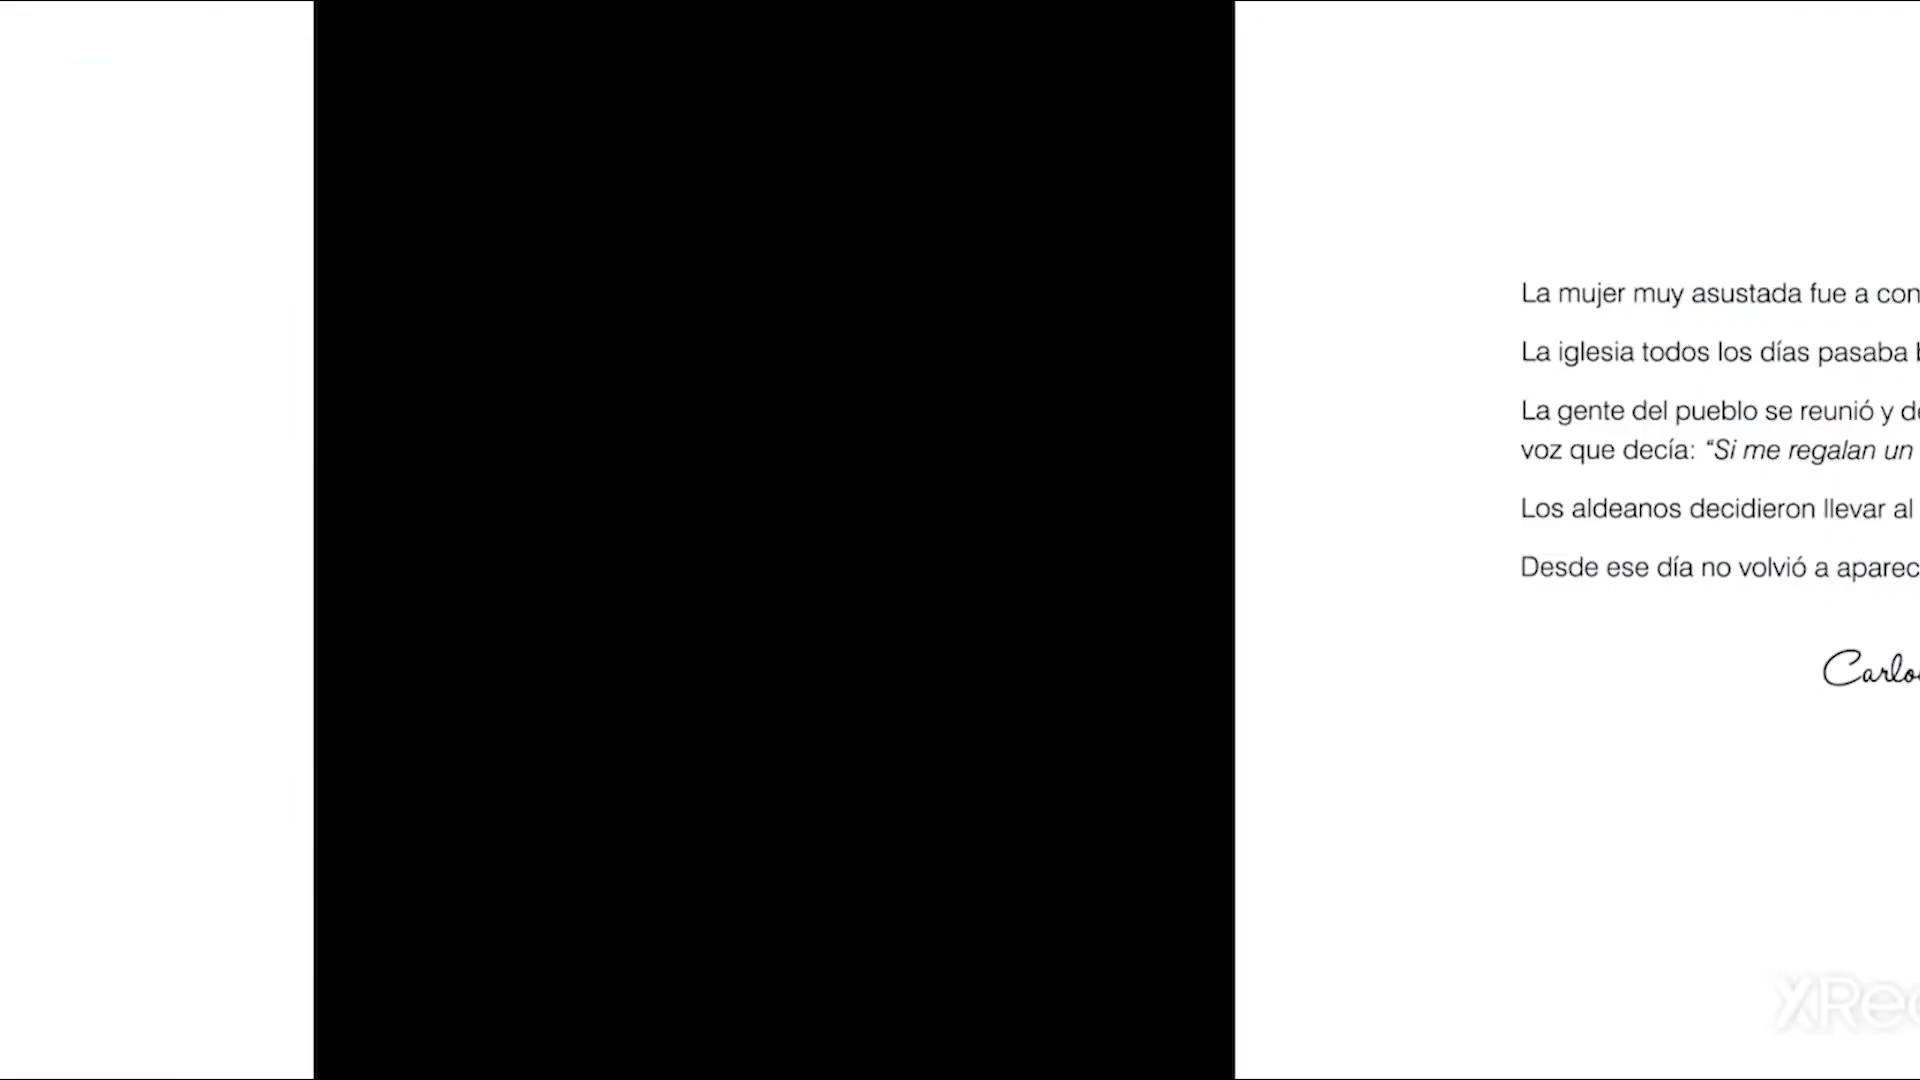 La mujer muy asustada fue a con
La iglesia todos los días pasaba
La gente del pueblo se reunió y
voz que decía: “Si me regalan un
Los aldeanos decidieron llevar al
Desde ese día no volvió a aparec
Carlo
XRec